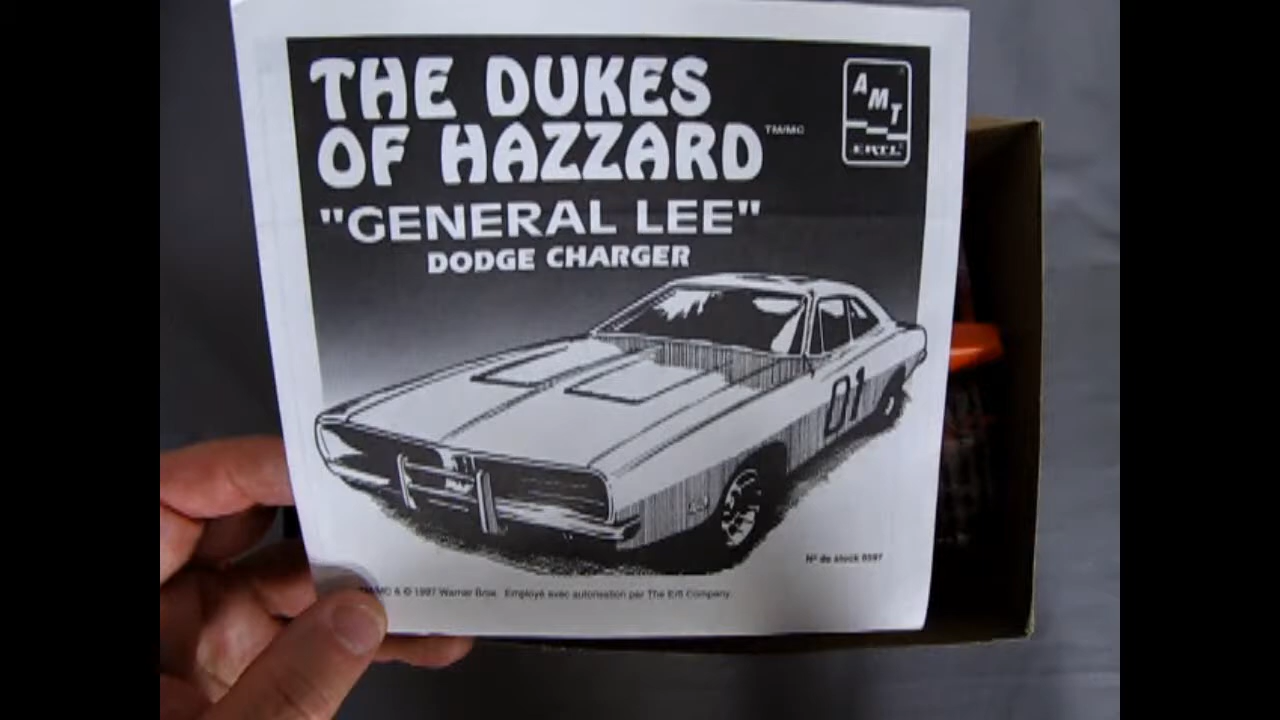 THE DUKES
OF HAZZARD TM/MC
"GENERAL LEE"
DODGE CHARGER
AMT
ERTL
01
Nº de stock 8597
MC & © 1997 Warner Bros. Employé avec autorisation par The Ertl Company.